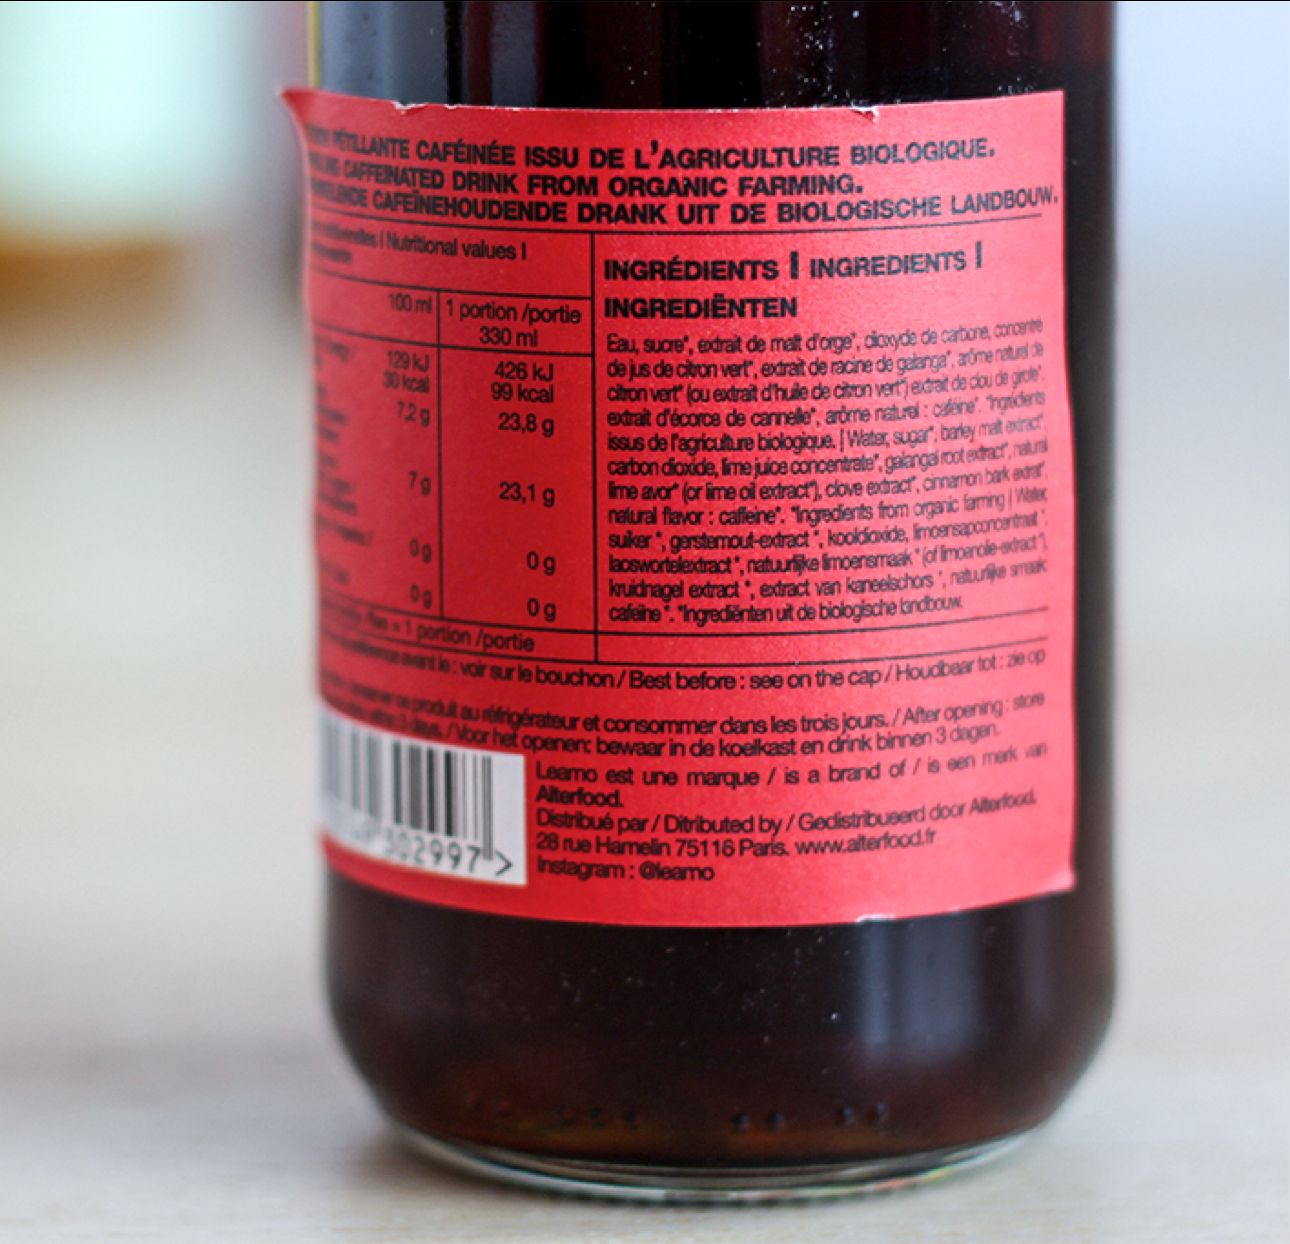 PÉTILLANTE CAFÉINÉE ISSU DE L'AGRICULTURE BIOLOGIQUE.
CAFFEINATED DRINK FROM ORGANIC FARMING.
CAFEÏNEHOUDENDE DRANK UIT DE BIOLOGISCHE LANDBOUW.
| Nutritional values |
100 ml
1 portion /portie
330 ml
129 kJ
30 kcal
426 kJ
99 kcal
7,2 g
23,8 g
7 g
23,1 g
0 g
0 g
0 g
0 g
= 1 portion /portie
INGRÉDIENTS | INGREDIENTS |
INGREDIËNTEN
Eau, sucre*, extrait de malt d'orge*, dioxyde de carbone, concentré
de jus de citron vert*, extrait de racine de galanga*, arôme naturel de
citron vert* (ou extrait d'huile de citron vert*) extrait de clou de girofle*,
extrait d'écorce de cannelle*, arôme naturel : caféine*. *Ingrédients
issus de l'agriculture biologique. | Water, sugar*, barley malt extract*,
carbon dioxide, lime juice concentrate*, galangal root extract*, natural
lime avor* (or lime oil extract*), clove extract*, cinnamon bark extrat*,
natural flavor : caffeine*. *Ingredients from organic farming | Water,
suiker *, gerstemout-extract *, kooldioxide, limoensapconcentraat *,
laoswortelextract *, natuurlijke limoensmaak * (of limoenolie-extract *),
kruidnagel extract *, extract van kaneelschors *, natuurlijke smaak
cafeïne *. *Ingrediënten uit de biologische landbouw.
avant le : voir sur le bouchon / Best before : see on the cap / Houdbaar tot : zie op
ce produit au réfrigérateur et consommer dans les trois jours. / After opening : store
3 days. / Voor het openen: bewaar in de koelkast en drink binnen 3 dagen.
Leamo est une marque / is a brand of / is een merk van
Alterfood.
Distribué par / Ditributed by / Gedistribueerd door Alterfood.
28 rue Hamelin 75116 Paris. www.alterfood.fr
Instagram : @leamo
302997 >